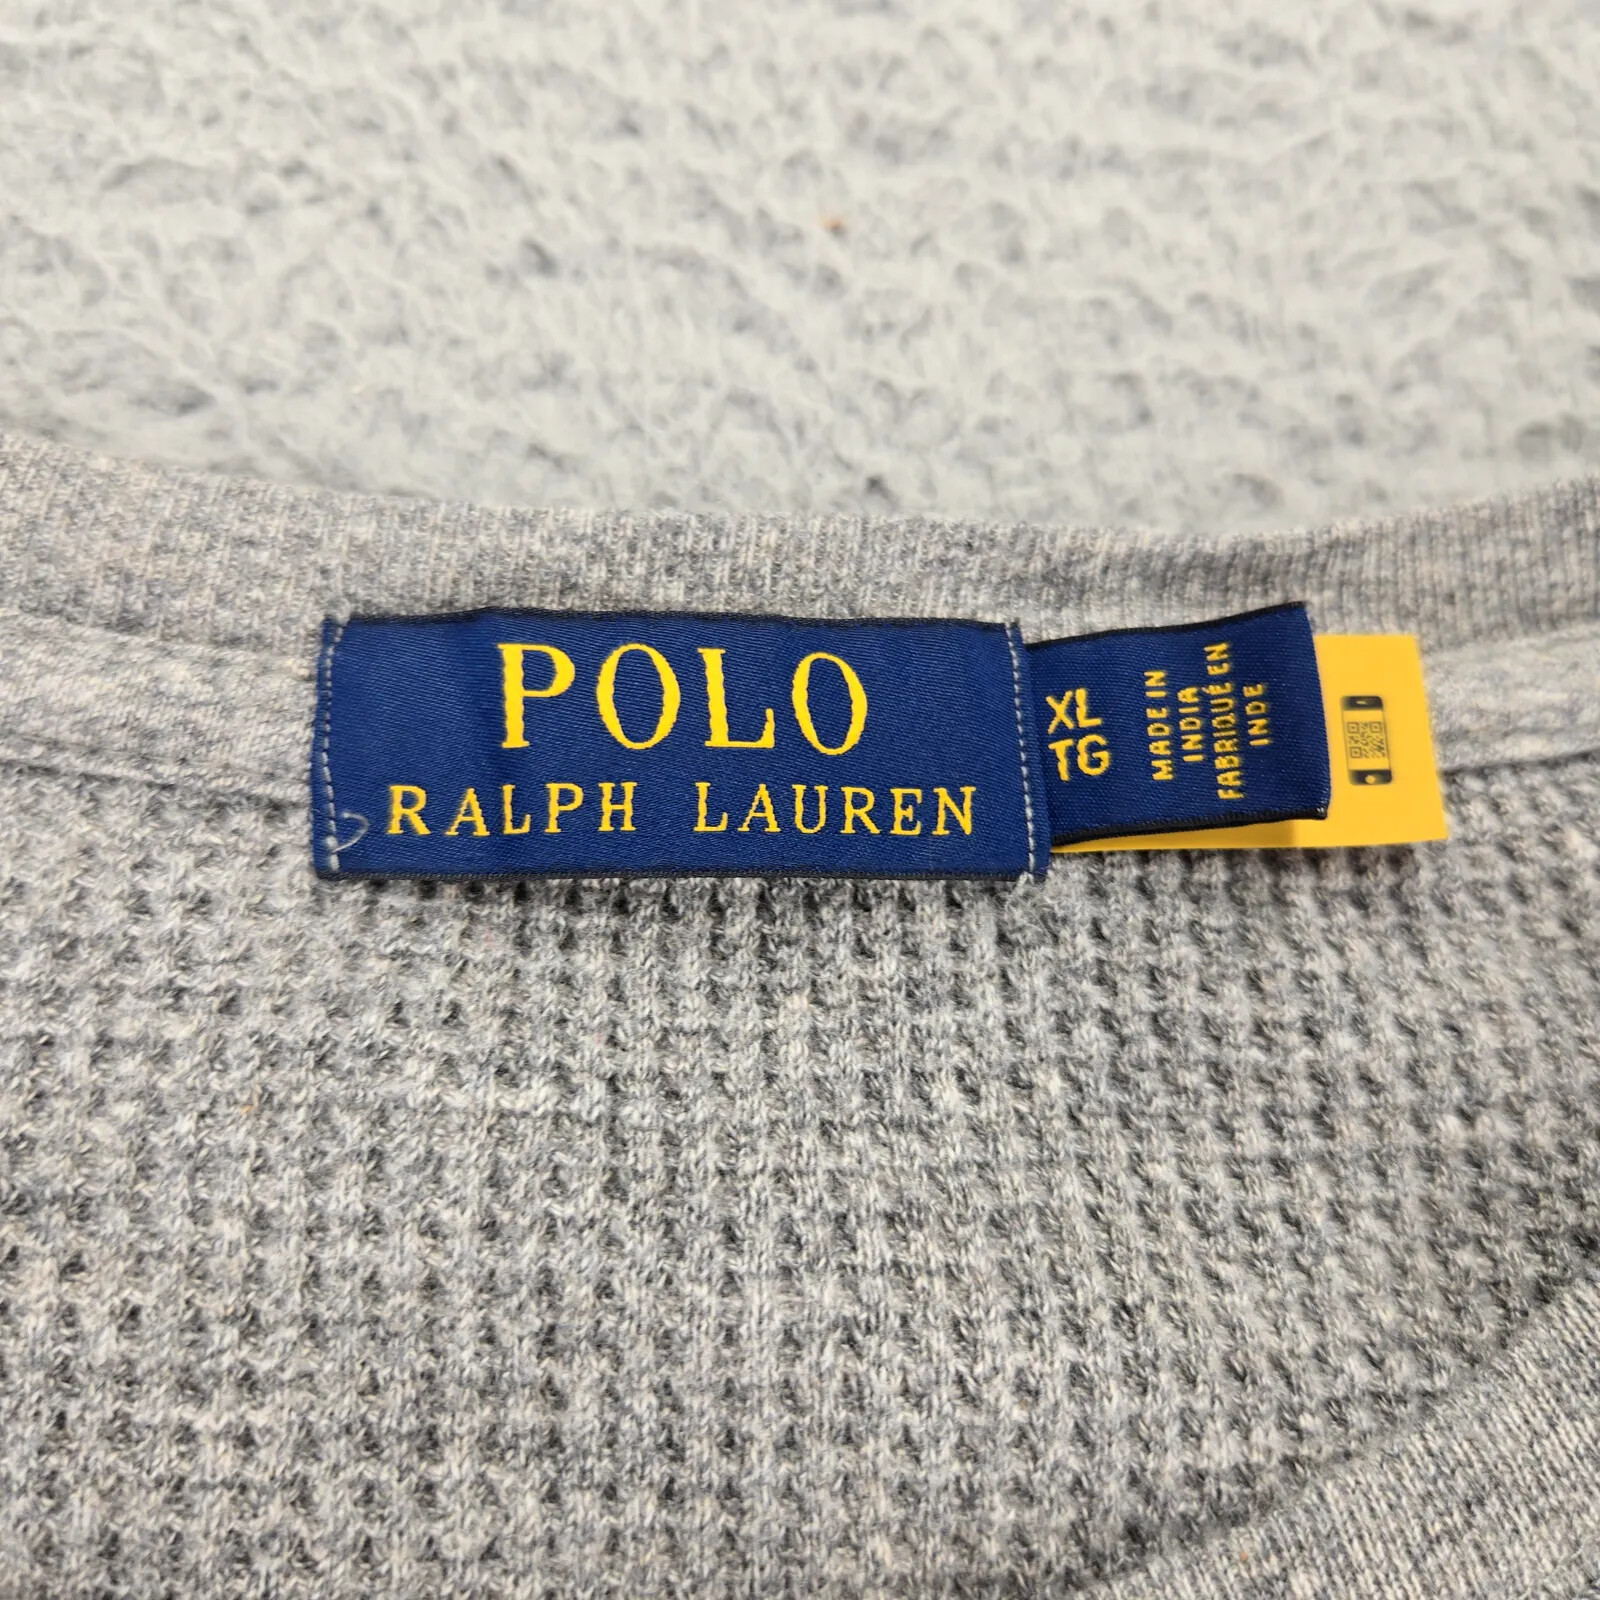 POLO
RALPH LAUREN
XL
TG
MADE IN
INDIA
FABRIQUÉ EN
INDE